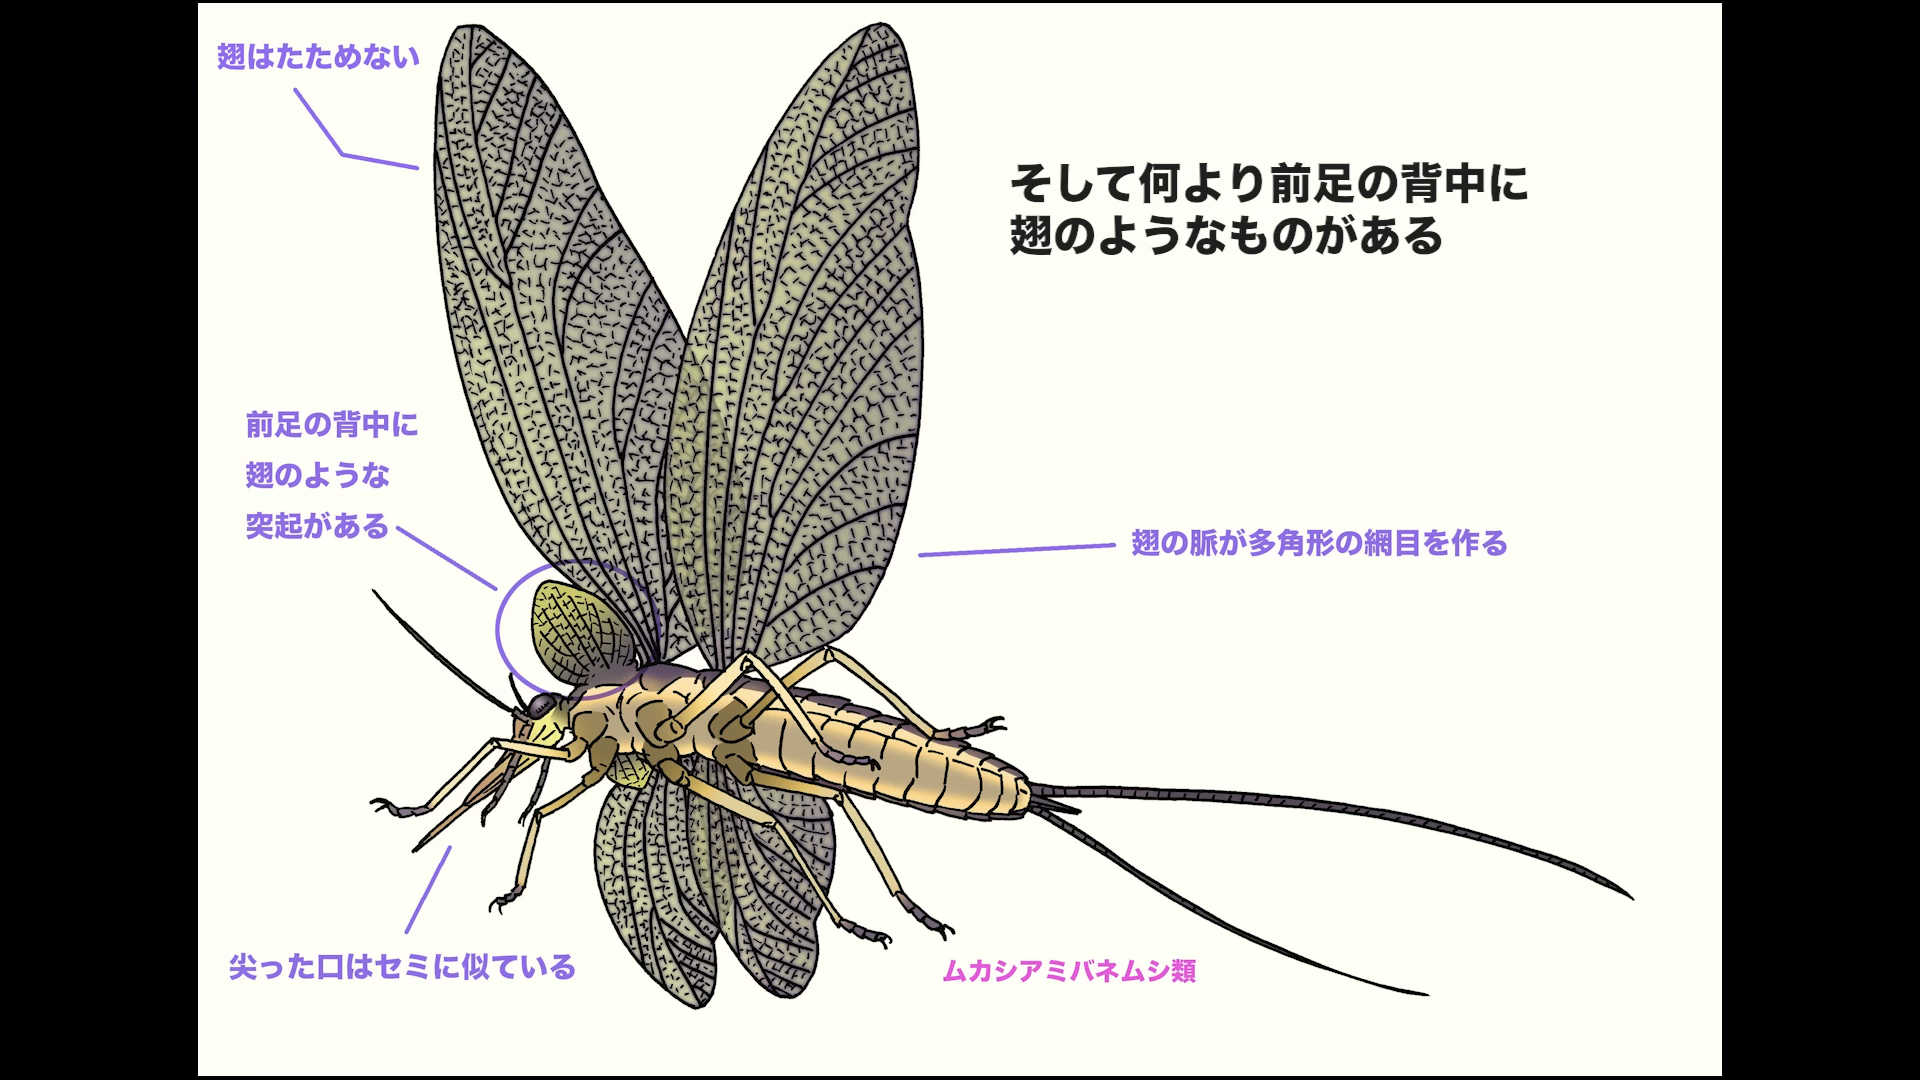 翅はたためない
そして何より前足の背中に
翅のようなものがある
前足の背中に
翅のような
突起がある
翅の脈が多角形の網目を作る
尖った口はセミに似ている
ムカシアミバネムシ類